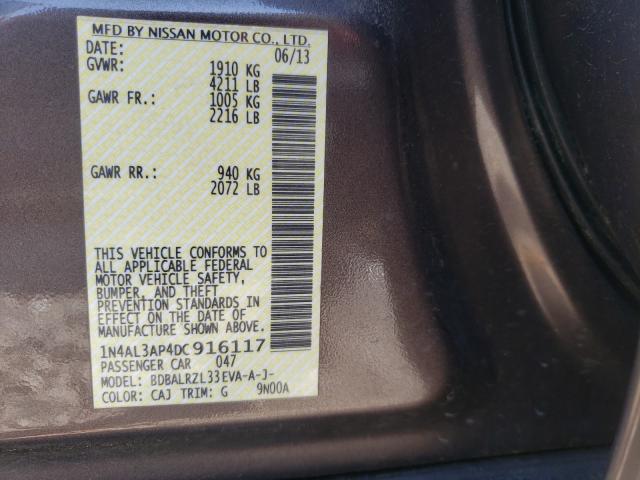 MFD BY NISSAN MOTOR CO., LTD.
DATE: 06/13
GVWR: 1910 KG
4211 LB
GAWR FR.: 1005 KG
2216 LB
GAWR RR.: 940 KG
2072 LB
THIS VEHICLE CONFORMS TO
ALL APPLICABLE FEDERAL
MOTOR VEHICLE SAFETY,
BUMPER, AND THEFT
PREVENTION STANDARDS IN
EFFECT ON THE DATE OF
MANUFACTURE SHOWN ABOVE.
1N4AL3AP4DC916117
PASSENGER CAR 047
MODEL: BDBALRZL33EVA-A-J-
COLOR: CAJ TRIM: G 9N00A